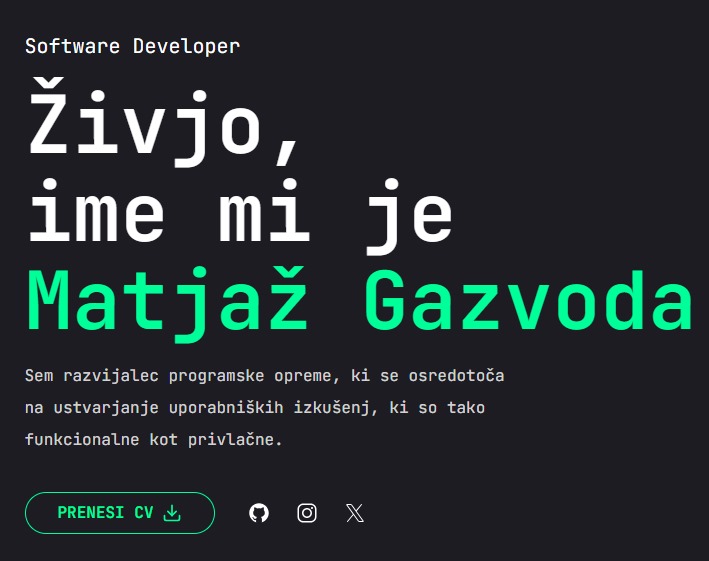 Software Developer
Živjo,
ime mi je
Matjaž Gazvoda
Sem razvijalec programske opreme, ki se osredotoča
na ustvarjanje uporabniških izkušenj, ki so tako
funkcionalne kot privlačne.
PRENESI CV